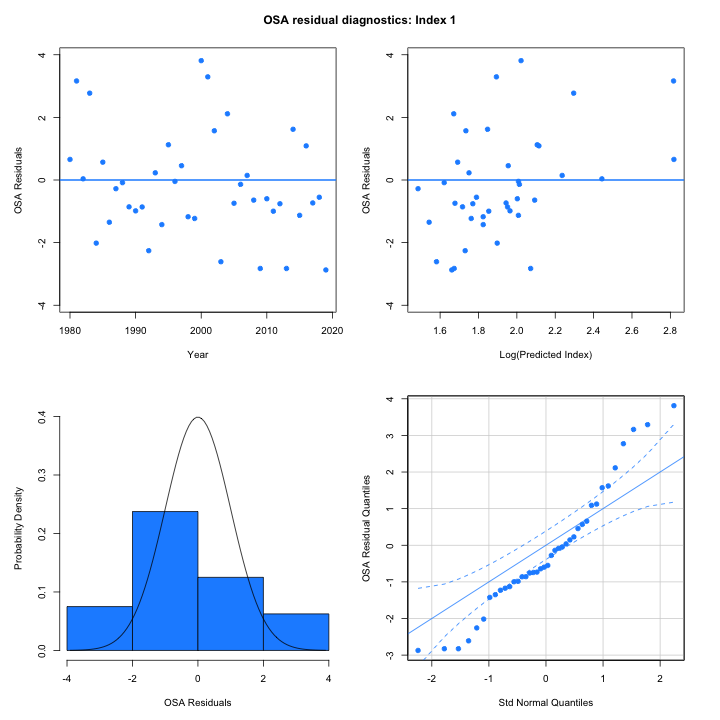 OSA residual diagnostics: Index 1
OSA Residuals
4
2
0
-2
-4
1980 1990 2000 2010 2020
Year
OSA Residuals
4
2
0
-2
-4
1.6 1.8 2.0 2.2 2.4 2.6 2.8
Log(Predicted Index)
Probability Density
0.4
0.3
0.2
0.1
0.0
-4 -2 0 2 4
OSA Residuals
OSA Residual Quantiles
4
3
2
1
0
-1
-2
-3
-2 -1 0 1 2
Std Normal Quantiles